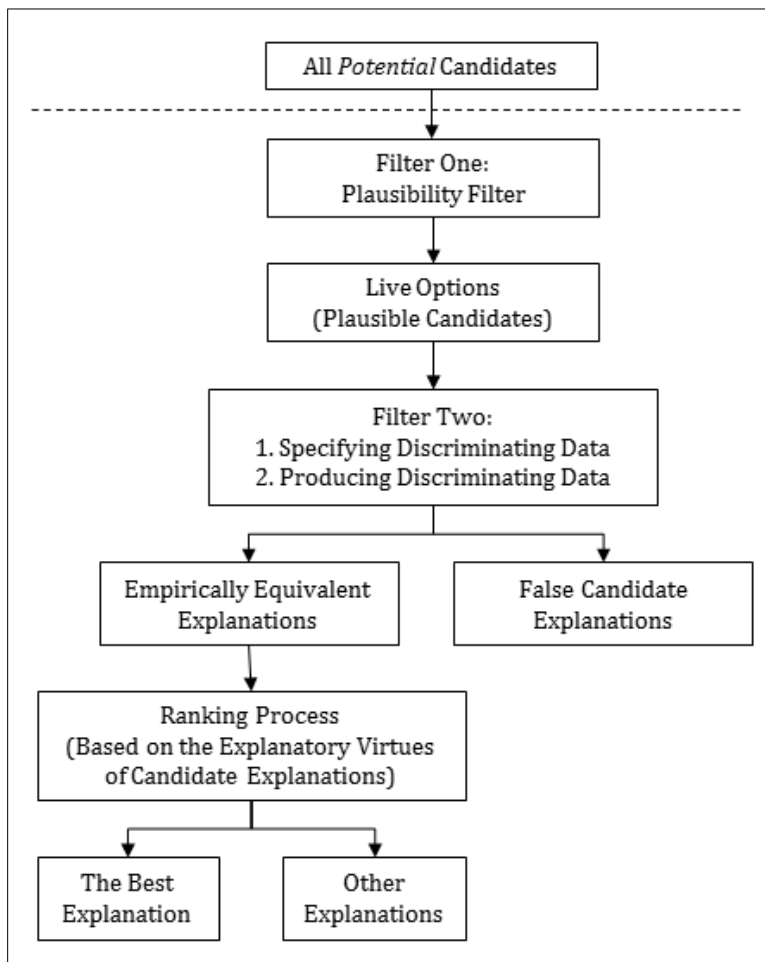 All Potential Candidates
Filter One:
Plausibility Filter
Live Options
(Plausible Candidates)
Filter Two:
1. Specifying Discriminating Data
2. Producing Discriminating Data
Empirically Equivalent
Explanations
False Candidate
Explanations
Ranking Process
(Based on the Explanatory Virtues
of Candidate Explanations)
The Best
Explanation
Other
Explanations